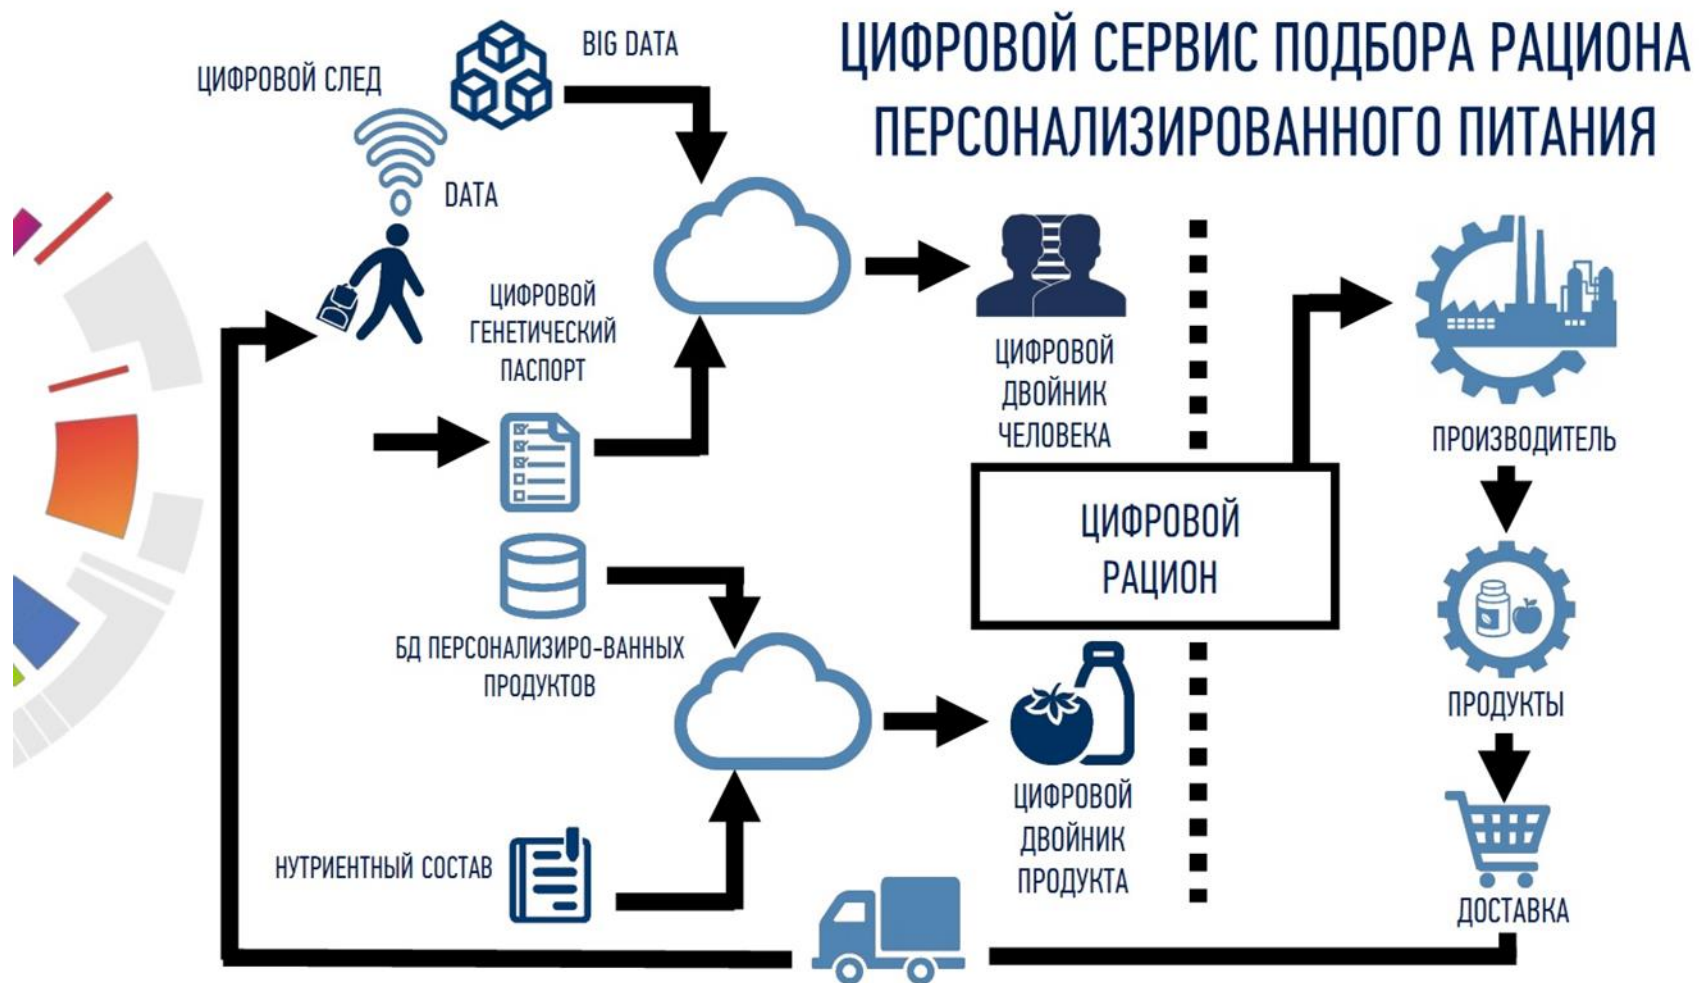 ЦИФРОВОЙ СЕРВИС ПОДБОРА РАЦИОНА
ПЕРСОНАЛИЗИРОВАННОГО ПИТАНИЯ
BIG DATA
ЦИФРОВОЙ СЛЕД
DATA
ЦИФРОВОЙ
ГЕНЕТИЧЕСКИЙ
ПАСПОРТ
ЦИФРОВОЙ
ДВОЙНИК
ЧЕЛОВЕКА
ПРОИЗВОДИТЕЛЬ
ЦИФРОВОЙ
РАЦИОН
БД ПЕРСОНАЛИЗИРО-ВАННЫХ
ПРОДУКТОВ
ПРОДУКТЫ
ЦИФРОВОЙ
ДВОЙНИК
ПРОДУКТА
НУТРИЕНТНЫЙ СОСТАВ
ДОСТАВКА